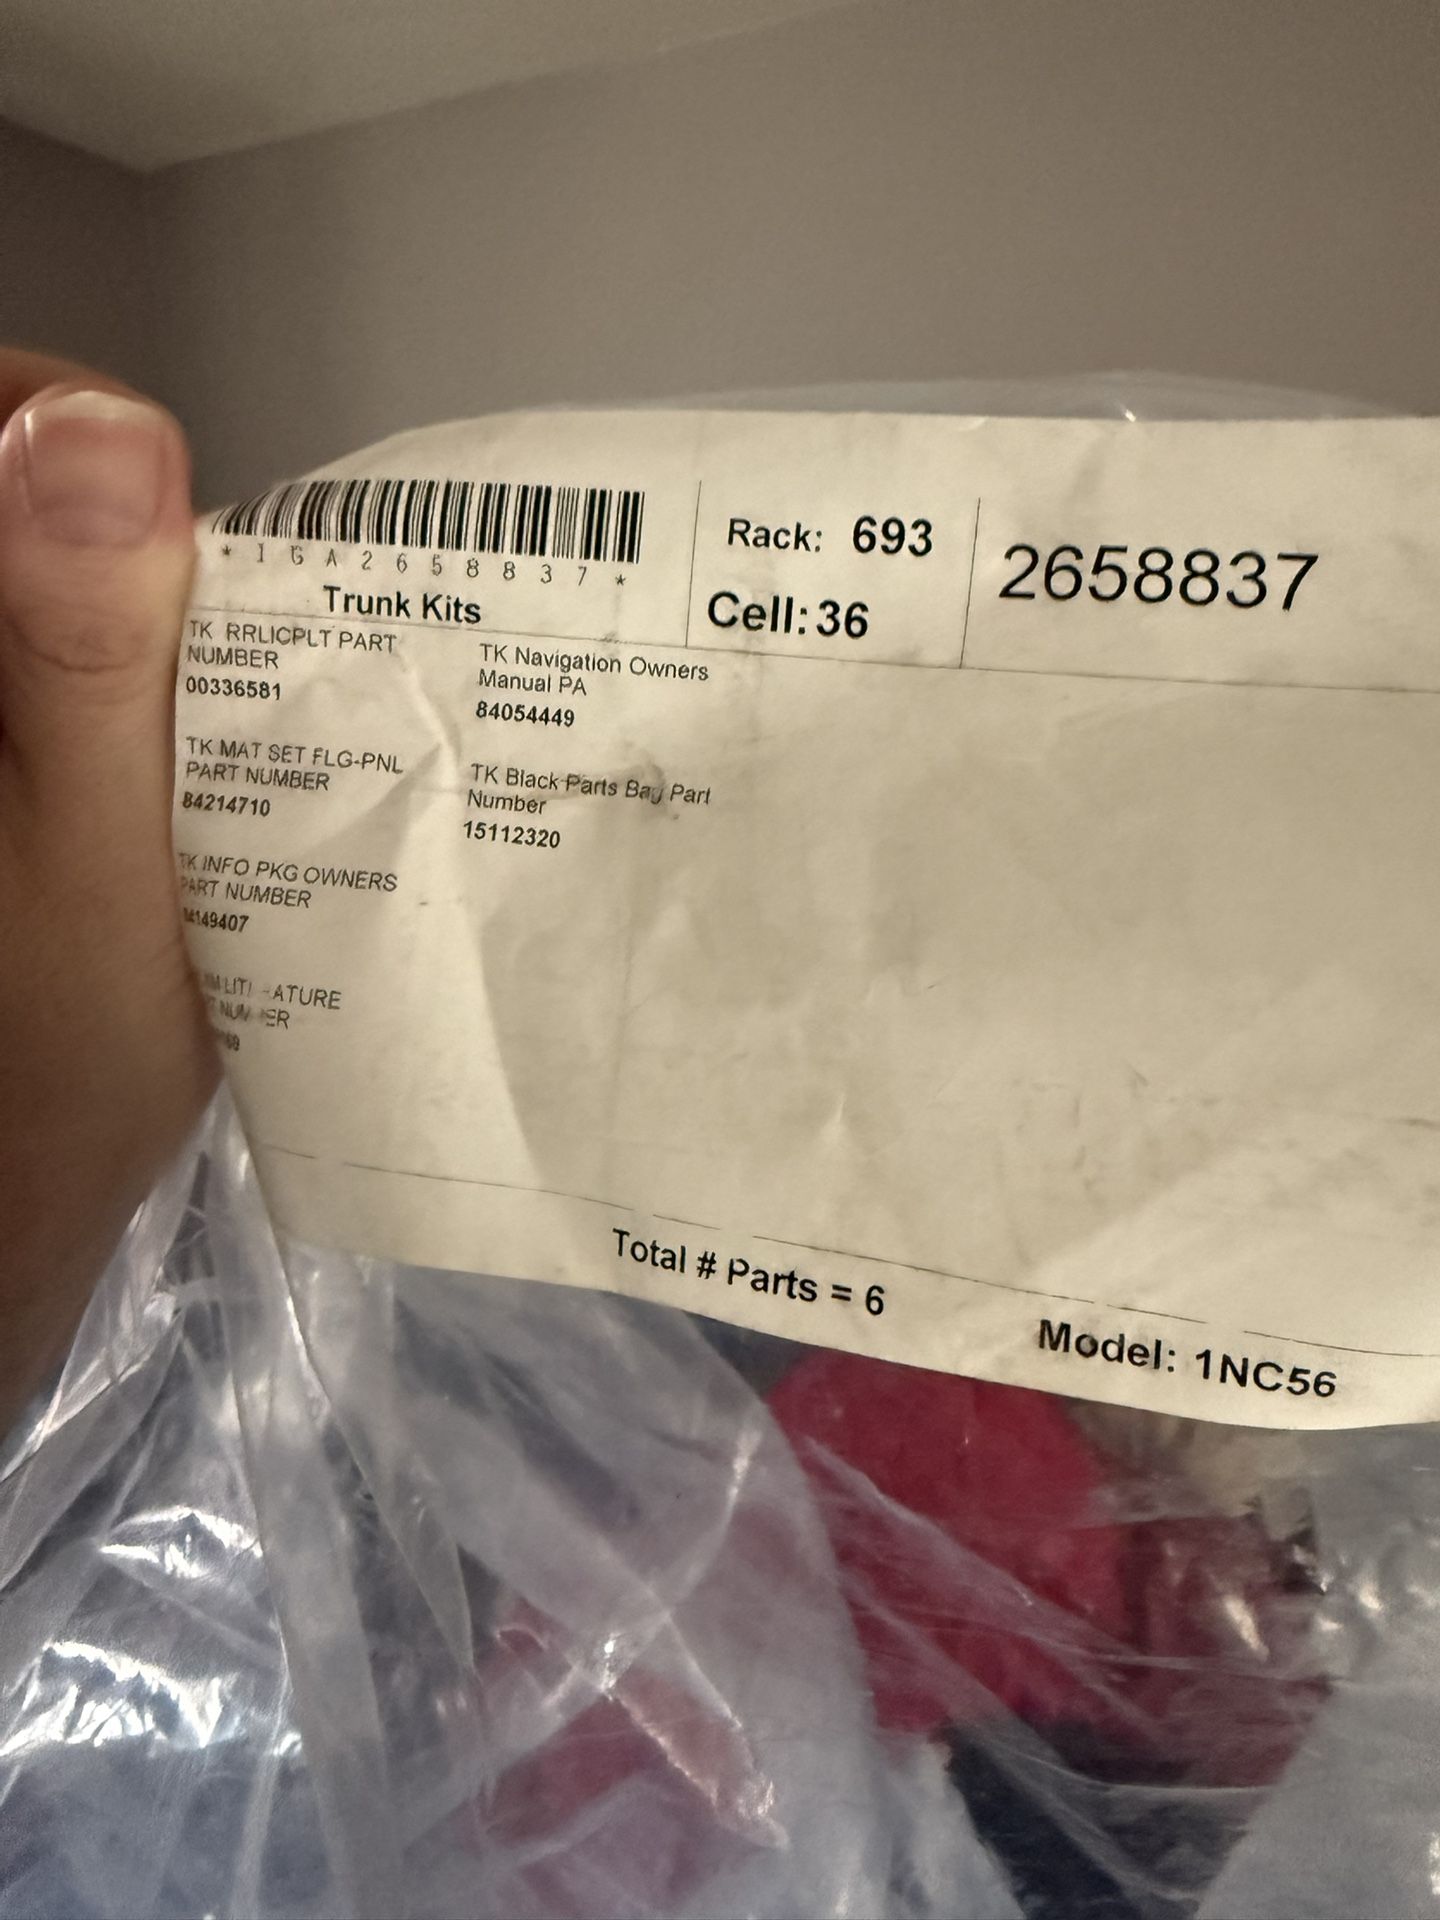 *IGA2658837*
Trunk Kits
Rack: 693
Cell: 36
2658837
TK RRLICPLT PART
NUMBER
00336581
TK MAT SET FLG-PNL
PART NUMBER
84214710
TK INFO PKG OWNERS
PART NUMBER
149407
ATURE
TK Navigation Owners
Manual PA
84054449
TK Black Parts Bag Part
Number
15112320
Total # Parts = 6
Model: 1NC56